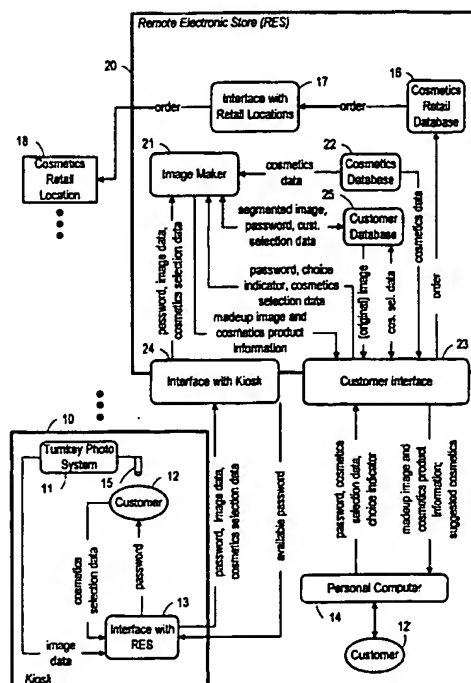 Remote Electronic Store (RES)
23
20
17
16
Interface with
Retail Locations
order
order
Cosmetics
Retail
Database
18
Cosmetics
Retail
Location
21
Image Maker
cosmetics
data
22
Cosmetics
Database
25
Customer
Database
segmented image,
password, cust.
selection data
password, image data,
cosmetics selection data
password, choice
indicator, cosmetics
selection data
madeup image and
cosmetics product
information
(original) image
cos. sel. data
cosmetics data
order
24
23
Interface with Kiosk
Customer interface
10
Turnkey Photo
System
11
15
12
Customer
cosmetics
selection data
password
13
Interface with
RES
image
data
Kiosk
password, image data,
cosmetics selection data
available password
password, cosmetics
selection data,
choice indicator
madeup image and
cosmetics product
information;
suggested cosmetics
Personal Computer
14
12'
Customer